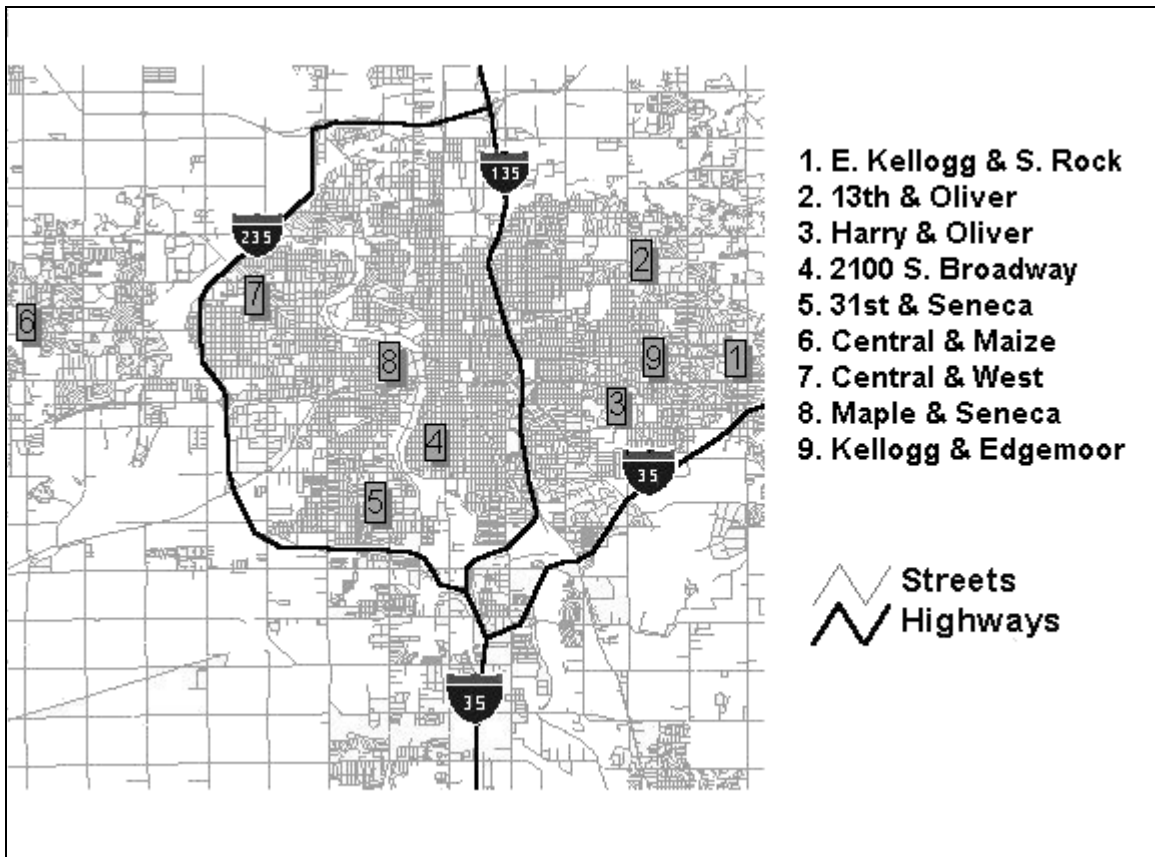 135
235
2
7
6
9
1
8
3
4
35
5
35
1. E. Kellogg & S. Rock
2. 13th & Oliver
3. Harry & Oliver
4. 2100 S. Broadway
5. 31st & Seneca
6. Central & Maize
7. Central & West
8. Maple & Seneca
9. Kellogg & Edgemoor
Streets
Highways